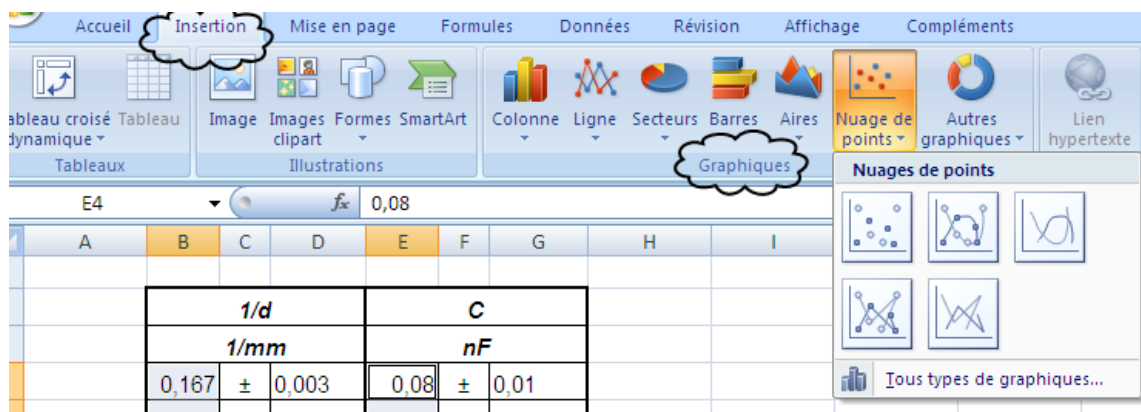 Accueil Insertion Mise en page Formules Données Révision Affichage Compléments
Tableau Image Images Formes SmartArt Colonne Ligne Secteurs Barres Aires Nuage de Autres Lien
dynamique clipart points graphiques hypertexte
Tableaux Illustrations Graphiques
Nuages de points
E4 fx 0,08
A B C D E F G H I
1/d C
1/mm nF
0,167 ± 0,003 0,08 ± 0,01
Tous types de graphiques...